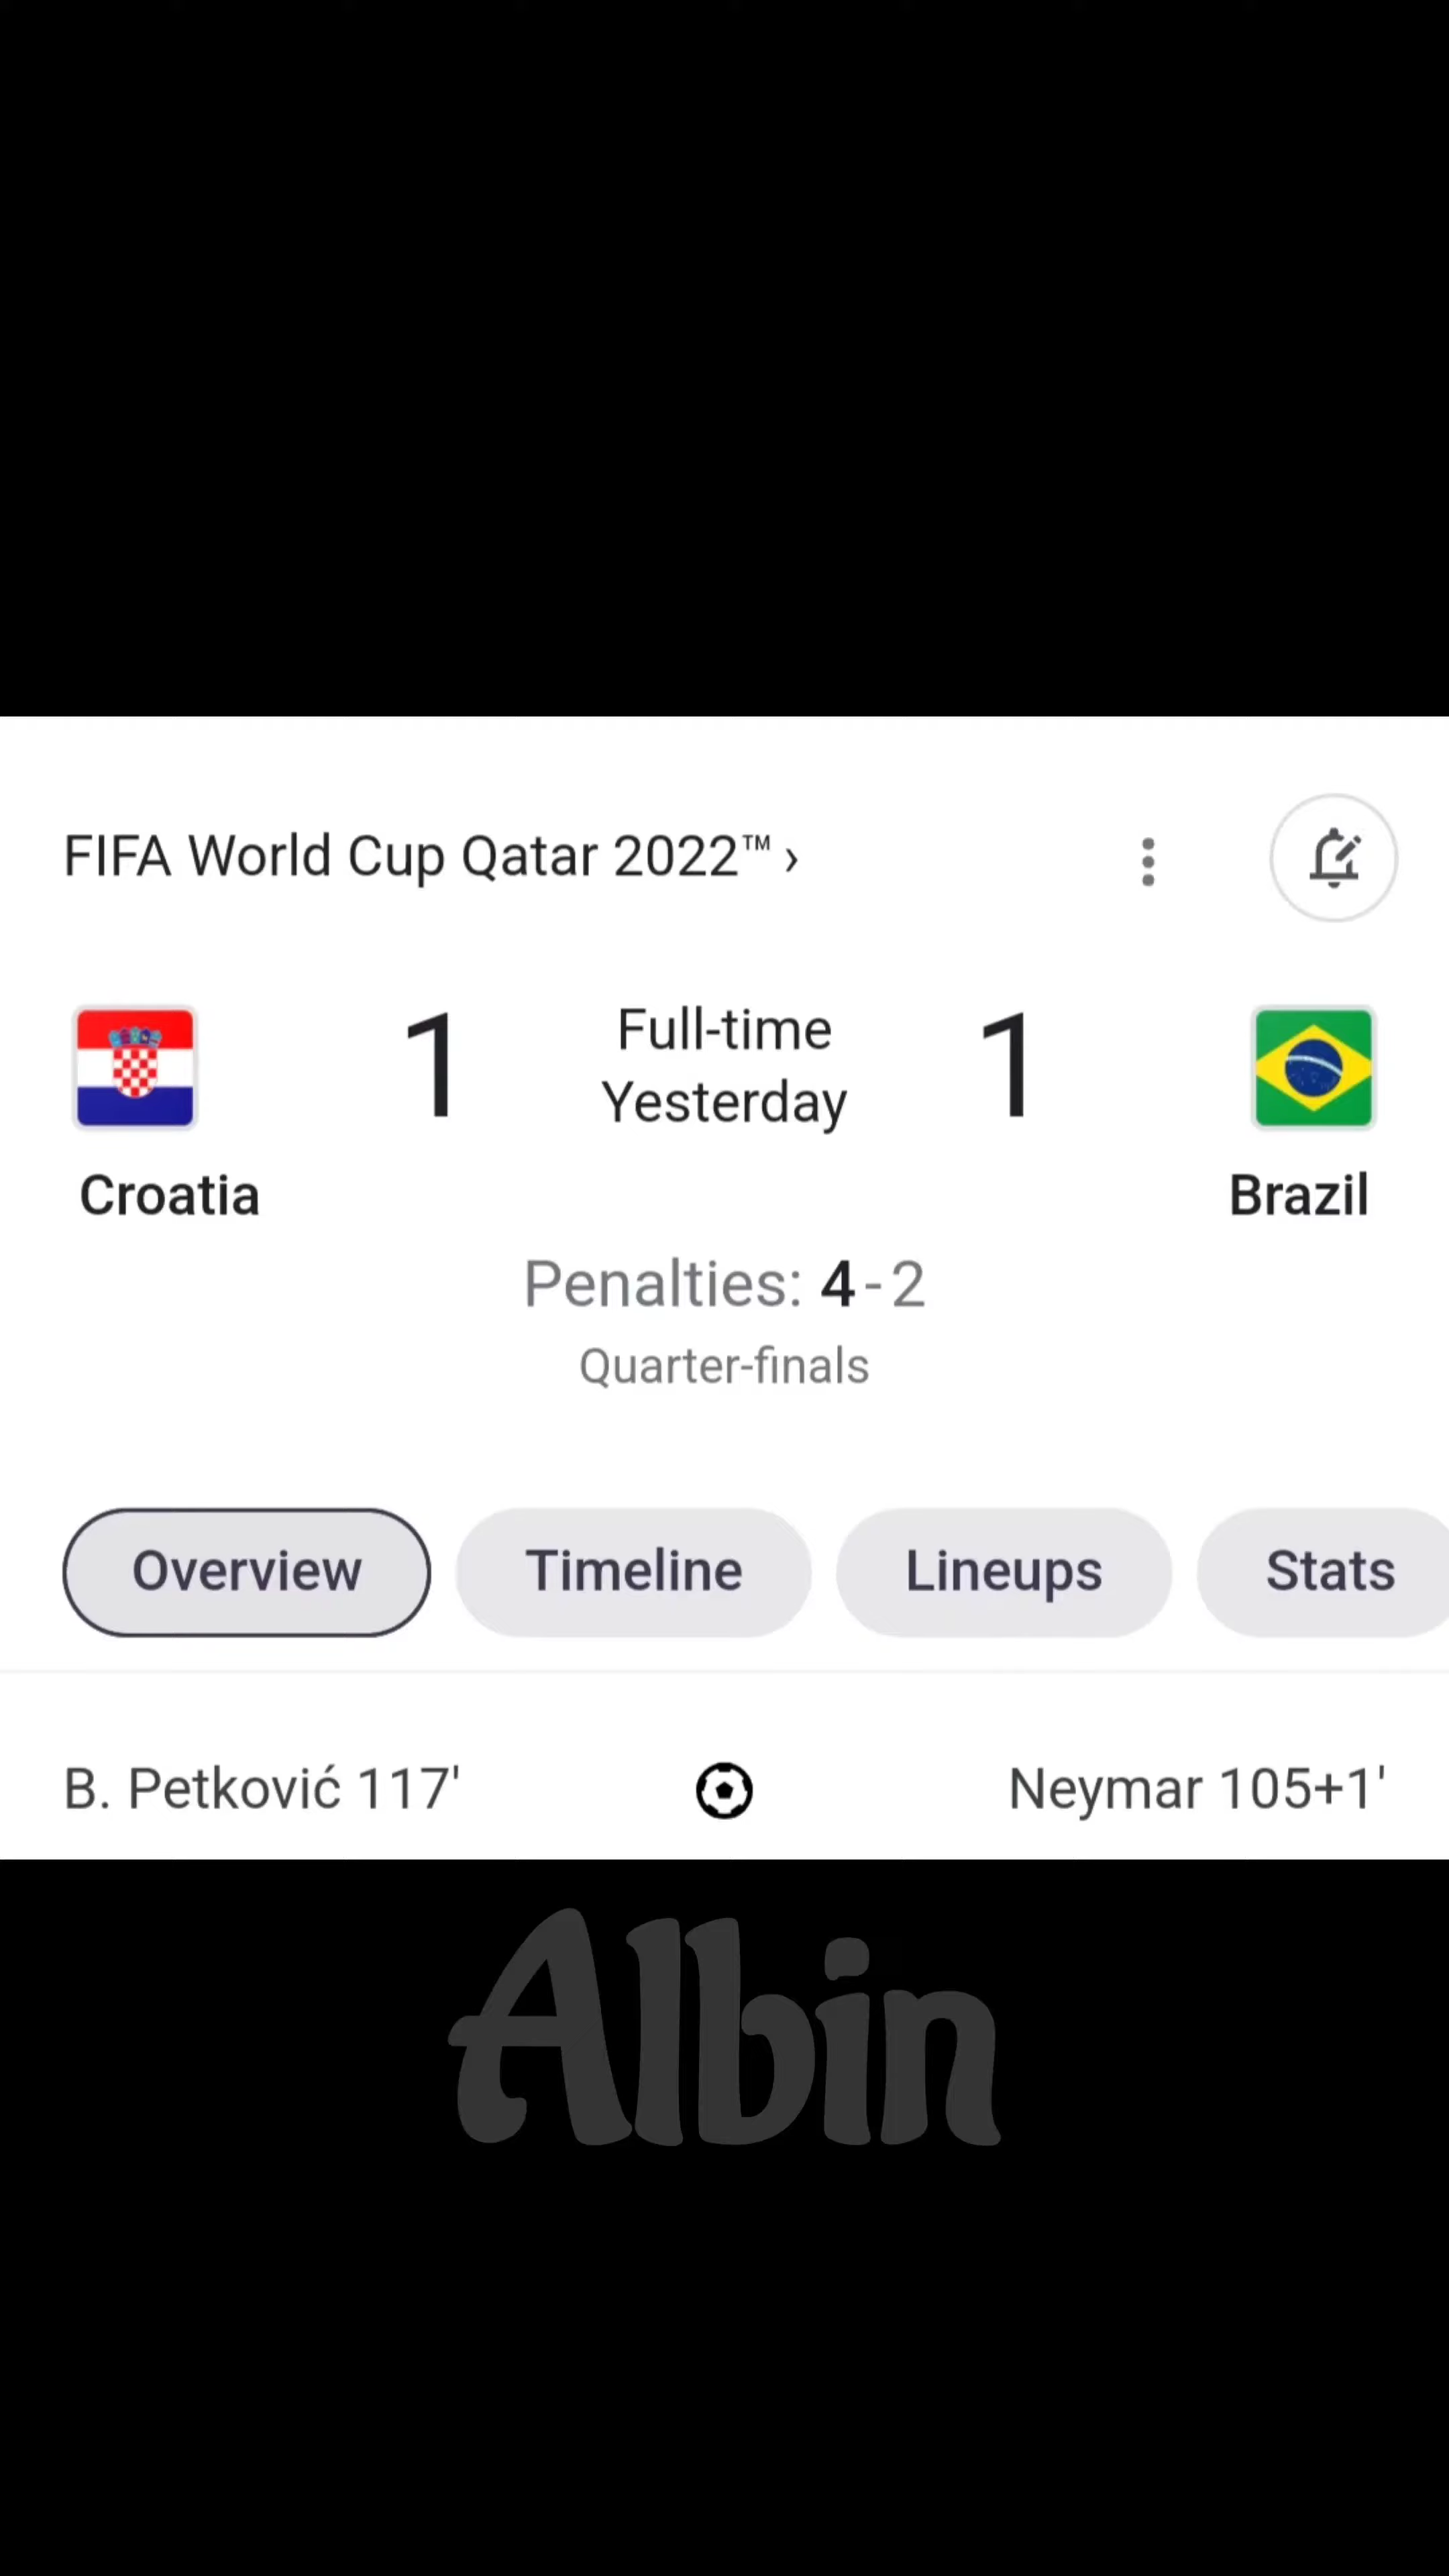 FIFA World Cup Qatar 2022™ ›
1 Full-time 1
Yesterday
Croatia Brazil
Penalties: 4 - 2
Quarter-finals
Overview Timeline Lineups Stats
B. Petković 117' Neymar 105+1'
Albin